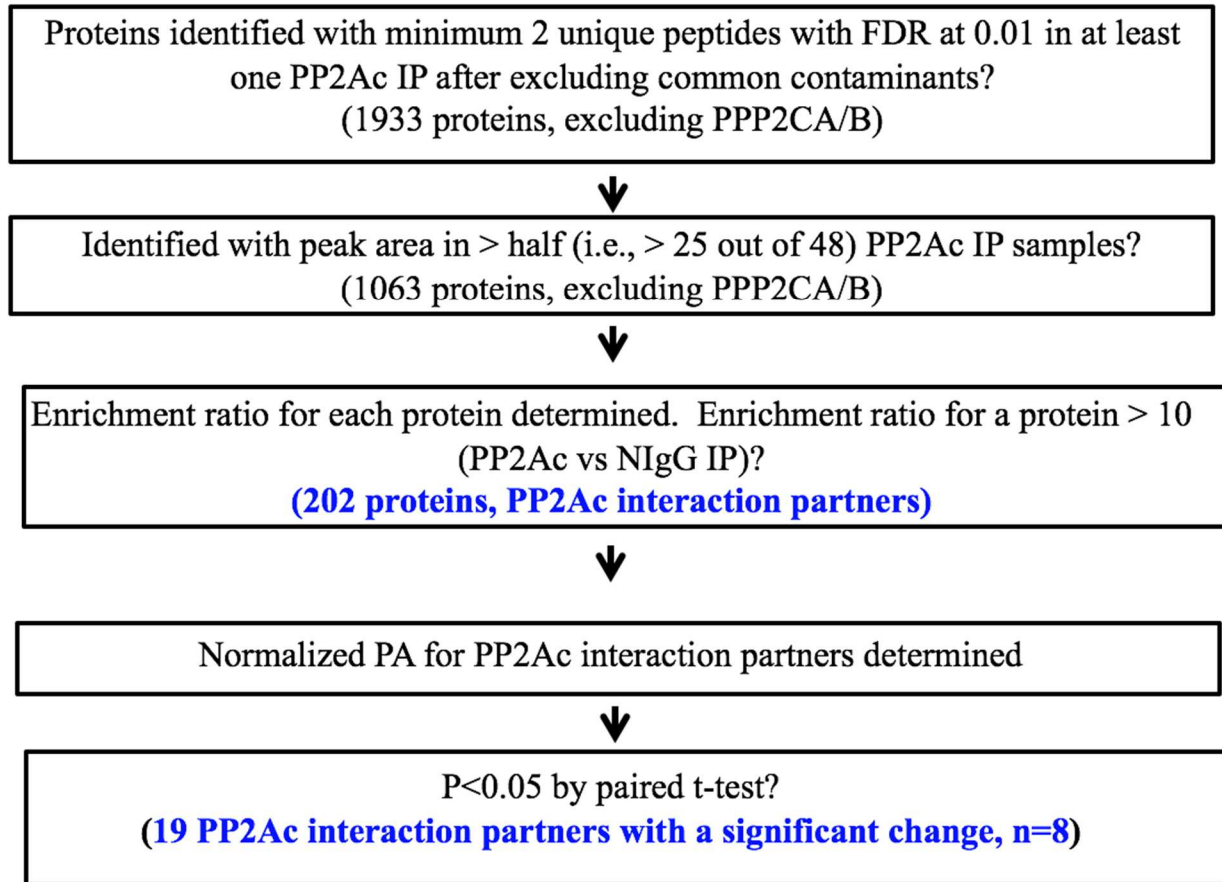 Proteins identified with minimum 2 unique peptides with FDR at 0.01 in at least
one PP2Ac IP after excluding common contaminants?
(1933 proteins, excluding PPP2CA/B)
Identified with peak area in > half (i.e., > 25 out of 48) PP2Ac IP samples?
(1063 proteins, excluding PPP2CA/B)
Enrichment ratio for each protein determined.  Enrichment ratio for a protein > 10
(PP2Ac vs NIgG IP)?
(202 proteins, PP2Ac interaction partners)
Normalized PA for PP2Ac interaction partners determined
P<0.05 by paired t-test?
(19 PP2Ac interaction partners with a significant change, n=8)